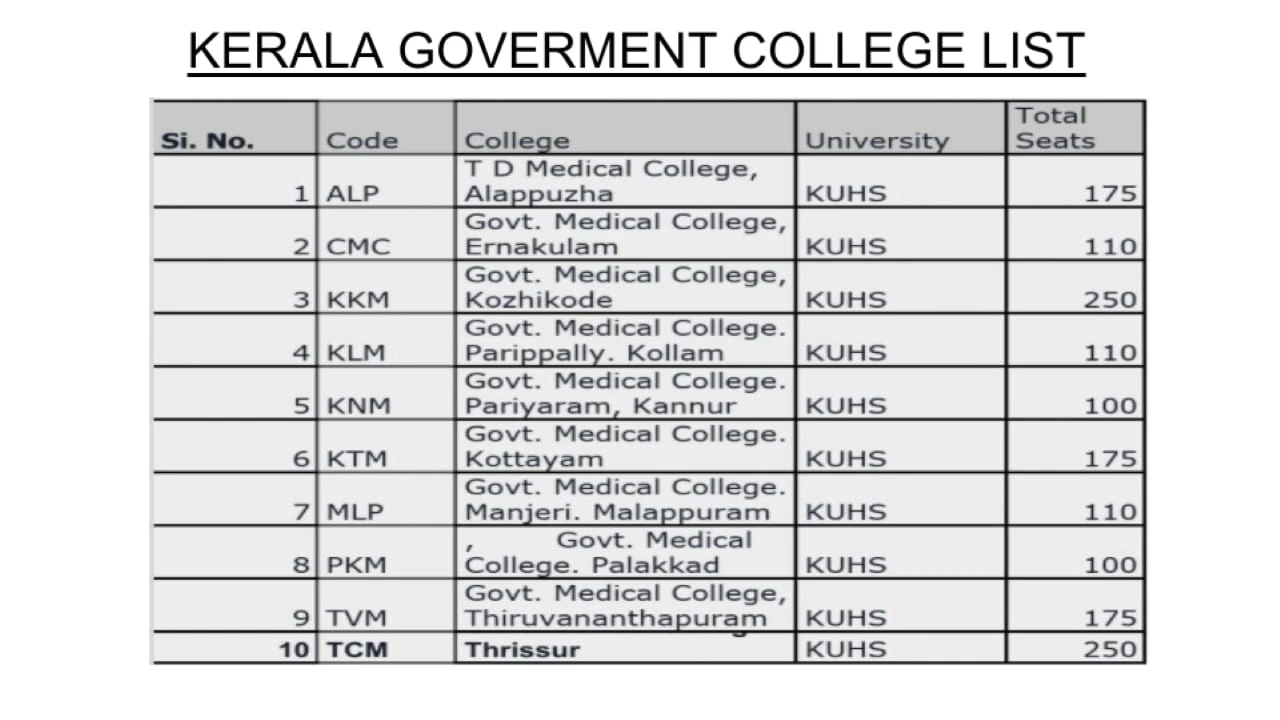 KERALA GOVERMENT COLLEGE LIST
Si. No. Code College University Total Seats
1 ALP T D Medical College, Alappuzha KUHS 175
2 CMC Govt. Medical College, Ernakulam KUHS 110
3 KKM Govt. Medical College, Kozhikode KUHS 250
4 KLM Govt. Medical College. Parippally. Kollam KUHS 110
5 KNM Govt. Medical College. Pariyaram, Kannur KUHS 100
6 KTM Govt. Medical College. Kottayam KUHS 175
7 MLP Govt. Medical College. Manjeri. Malappuram KUHS 110
8 PKM , Govt. Medical College. Palakkad KUHS 100
9 TVM Govt. Medical College, Thiruvananthapuram KUHS 175
10 TCM Thrissur KUHS 250